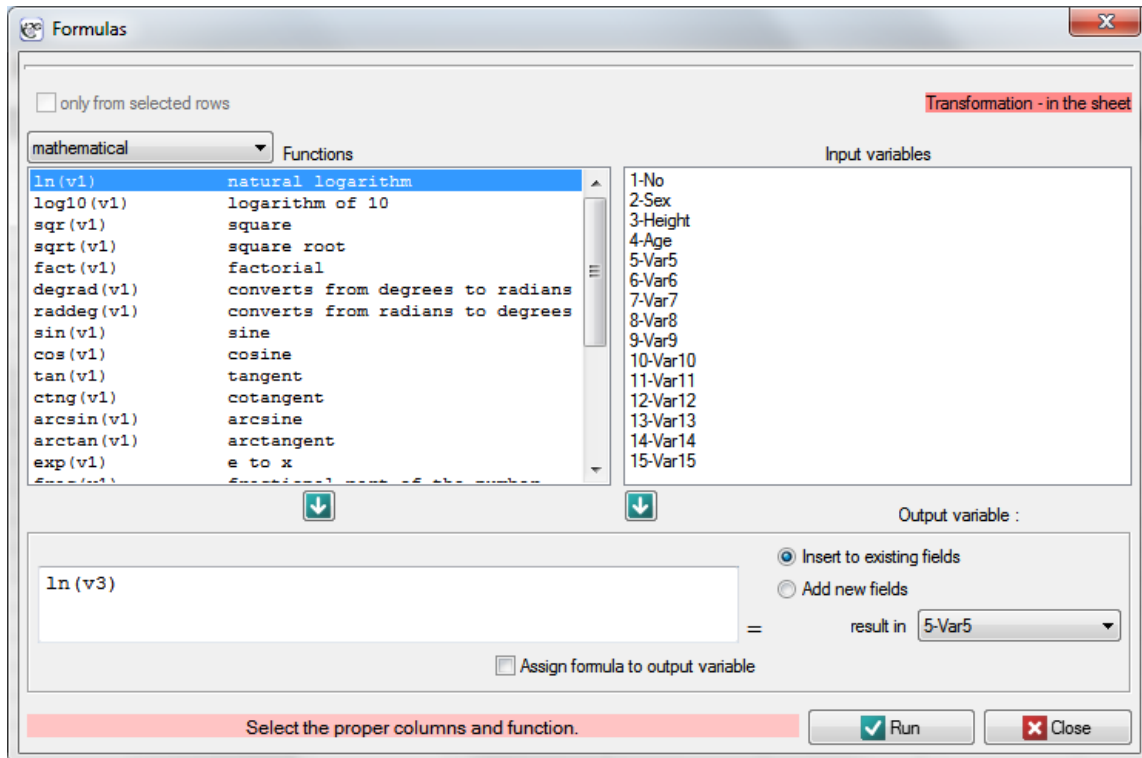 Formulas
only from selected rows
Transformation - in the sheet
mathematical
Functions
Input variables
ln(v1) natural logarithm
log10(v1) logarithm of 10
sqr(v1) square
sqrt(v1) square root
fact(v1) factorial
degrad(v1) converts from degrees to radians
raddeg(v1) converts from radians to degrees
sin(v1) sine
cos(v1) cosine
tan(v1) tangent
ctng(v1) cotangent
arcsin(v1) arcsine
arctan(v1) arctangent
exp(v1) e to x
1-No
2-Sex
3-Height
4-Age
5-Var5
6-Var6
7-Var7
8-Var8
9-Var9
10-Var10
11-Var11
12-Var12
13-Var13
14-Var14
15-Var15
Output variable :
Insert to existing fields
Add new fields
ln(v3)
=
result in 5-Var5
Assign formula to output variable
Select the proper columns and function.
Run
Close